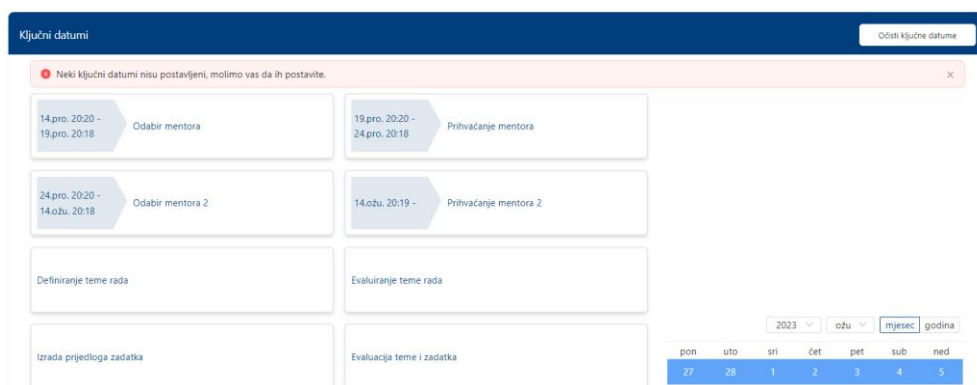 Ključni datumi
Očisti ključne datume
Neki ključni datumi nisu postavljeni, molimo vas da ih postavite.
14.pro. 20:20 -
19.pro. 20:18
Odabir mentora
19.pro. 20:20 -
24.pro. 20:18
Prihvaćanje mentora
24.pro. 20:20 -
14.ožu. 20:18
Odabir mentora 2
14.ožu. 20:19 -
Prihvaćanje mentora 2
Definiranje teme rada
Evaluiranje teme rada
Izrada prijedloga zadatka
Evaluacija teme i zadatka
2023 ožu mjesec godina
pon uto sri čet pet sub ned
27 28 1 2 3 4 5